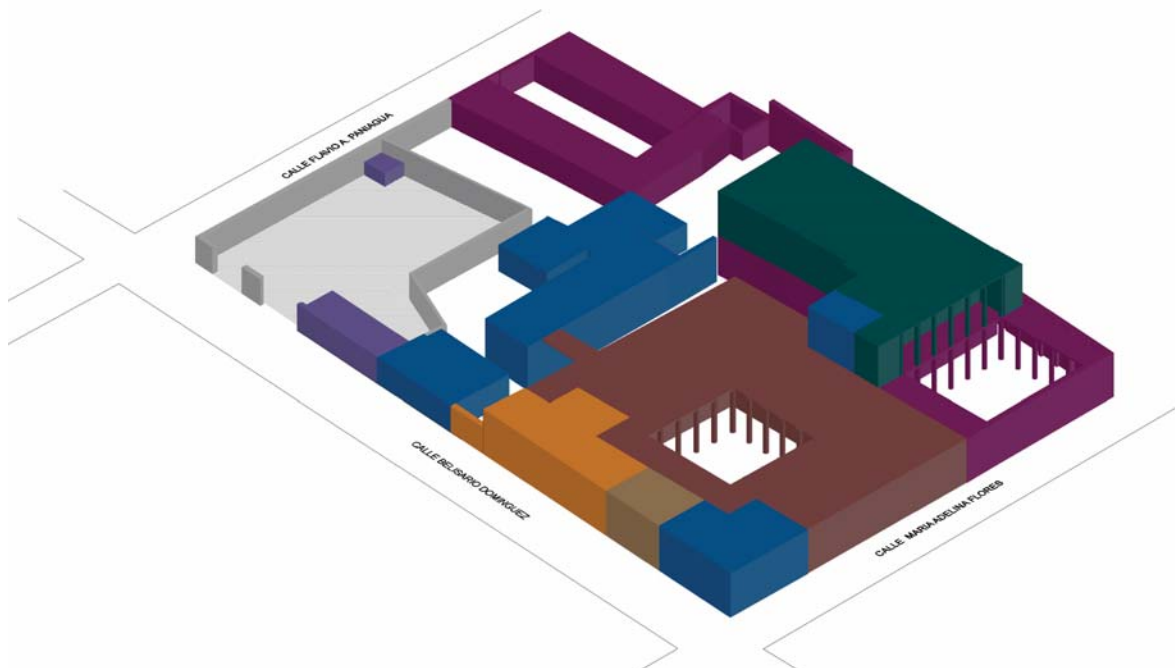 CALLE FLAVIO A. PANIAGUA
CALLE BELISARIO DOMINGUEZ
CALLE MARIA ADELINA FLORES